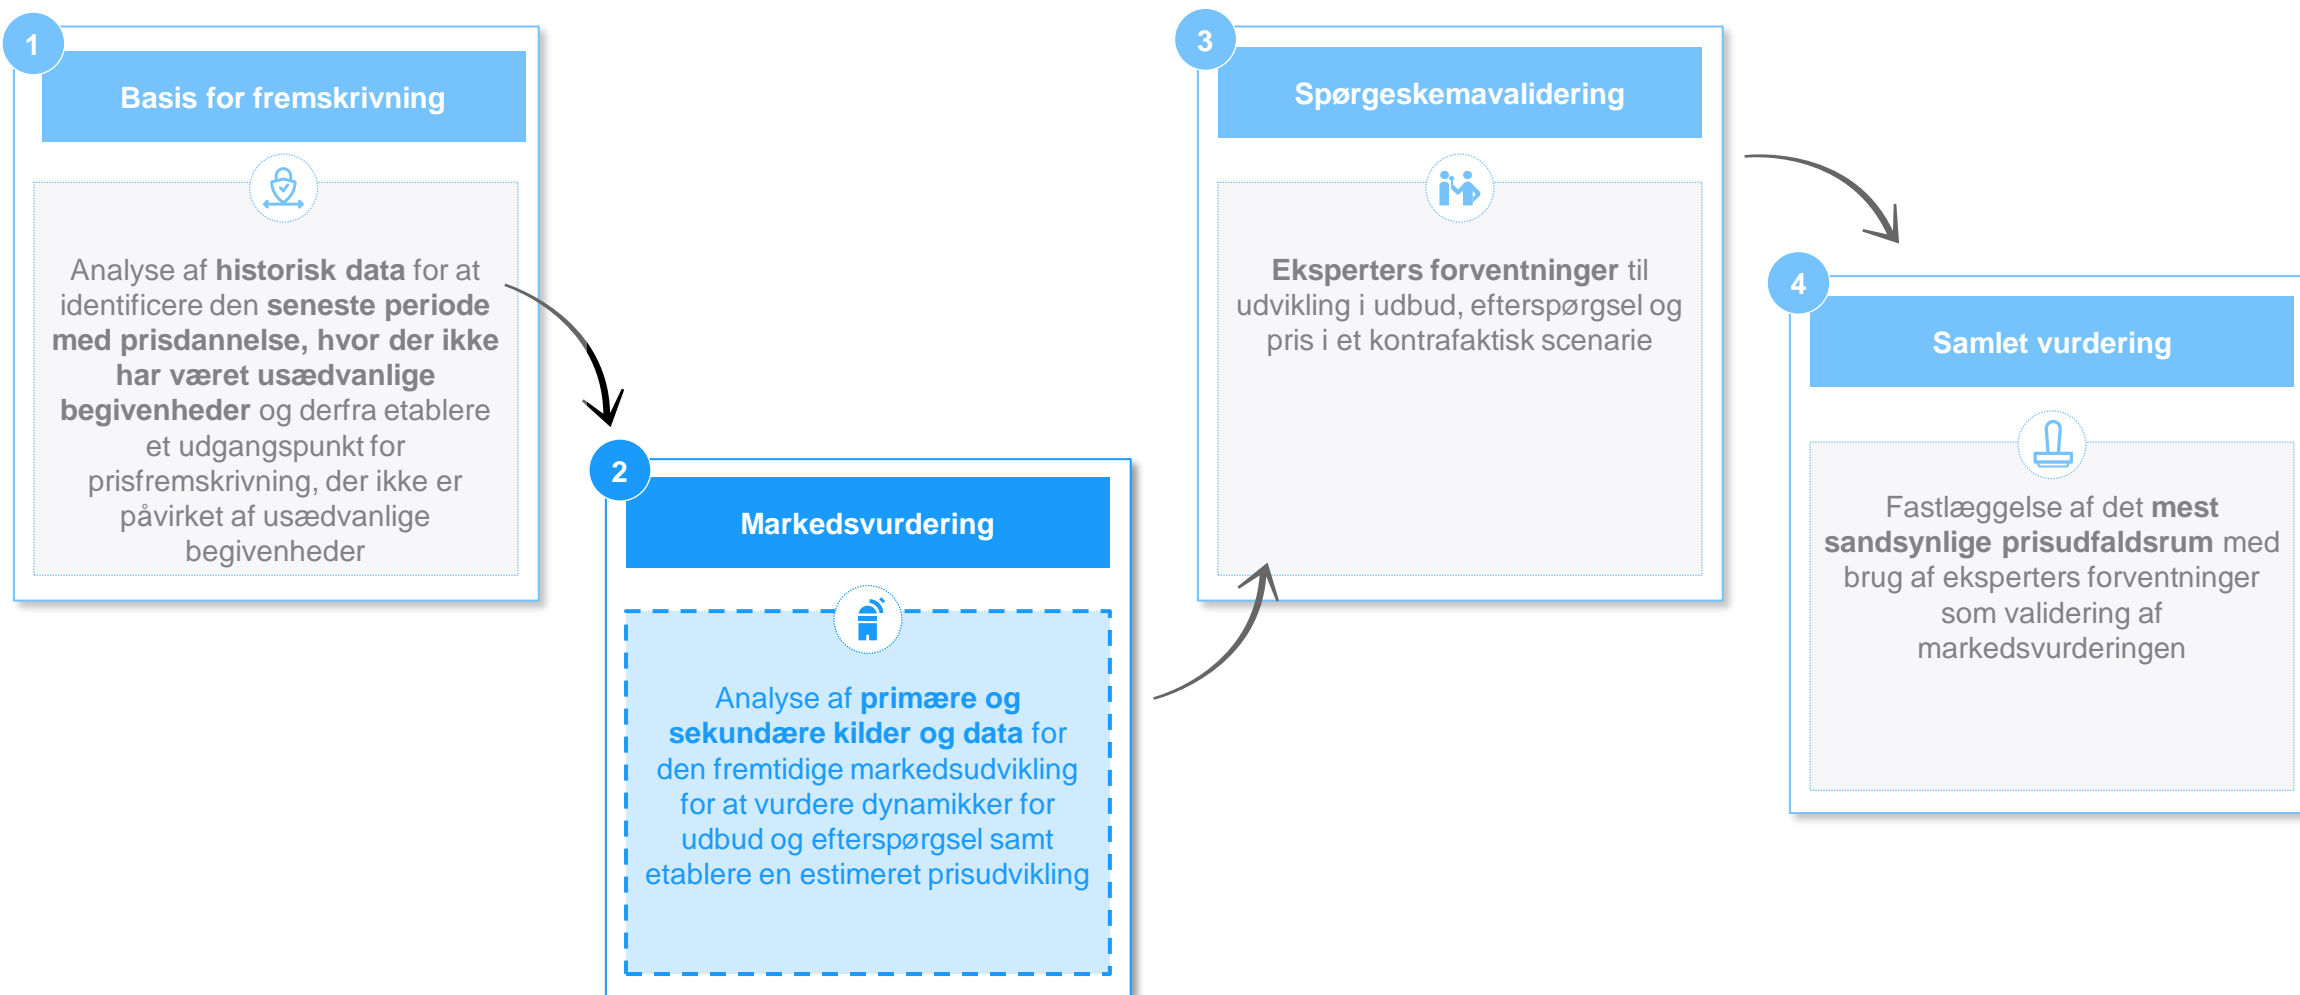 1
Basis for fremskrivning
Analyse af historisk data for at
identificere den seneste periode
med prisdannelse, hvor der ikke
har været usædvanlige
begivenheder og derfra etablere
et udgangspunkt for
prisfremskrivning, der ikke er
påvirket af usædvanlige
begivenheder
2
Markedsvurdering
Analyse af primære og
sekundære kilder og data for
den fremtidige markedsudvikling
for at vurdere dynamikker for
udbud og efterspørgsel samt
etablere en estimeret prisudvikling
3
Spørgeskemavalidering
Eksperters forventninger til
udvikling i udbud, efterspørgsel og
pris i et kontrafaktisk scenarie
4
Samlet vurdering
Fastlæggelse af det mest
sandsynlige prisudfaldsrum med
brug af eksperters forventninger
som validering af
markedsvurderingen